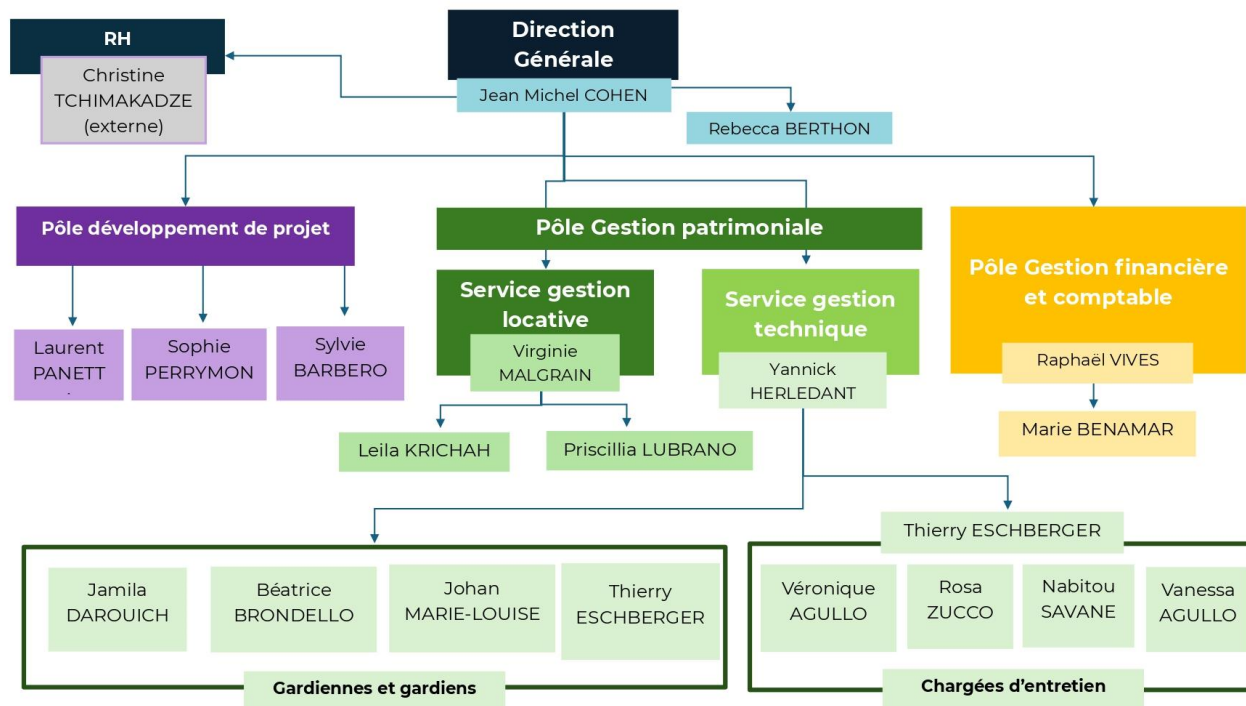 RH
Christine
TCHIMAKADZE
(externe)
Direction
Générale
Jean Michel COHEN
Rebecca BERTHON
Pôle développement de projet
Laurent
PANETT
Sophie
PERRYMON
Sylvie
BARBERO
Pôle Gestion patrimoniale
Service gestion
locative
Virginie
MALGRAIN
Leila KRICHAH
Priscillia LUBRANO
Service gestion
technique
Yannick
HERLEDANT
Pôle Gestion financière
et comptable
Raphaël VIVES
Marie BENAMAR
Jamila
DAROUICH
Béatrice
BRONDELLO
Johan
MARIE-LOUISE
Thierry
ESCHBERGER
Gardiennes et gardiens
Thierry ESCHBERGER
Véronique
AGULLO
Rosa
ZUCCO
Nabitou
SAVANE
Vanessa
AGULLO
Chargées d’entretien